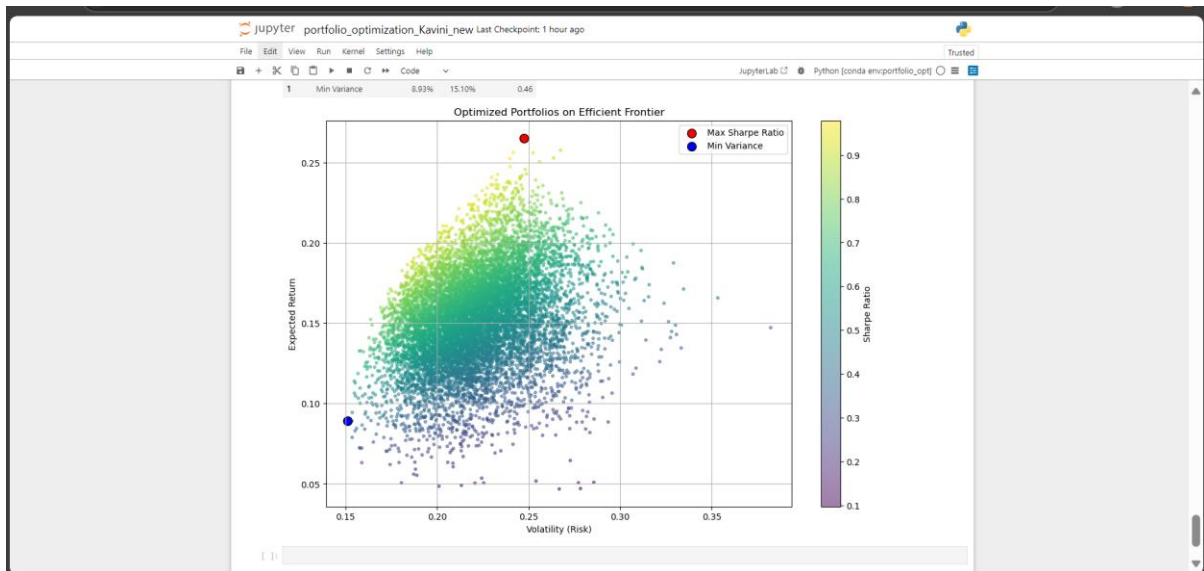 jupyter portfolio_optimization_Kavini_new Last Checkpoint: 1 hour ago
File Edit View Run Kernel Settings Help Trusted
Code JupyterLab Python [conda env:portfolio_opt]
1 Min Variance 8.93% 15.10% 0.46
Optimized Portfolios on Efficient Frontier
Max Sharpe Ratio
Min Variance
Expected Return
0.25
0.20
0.15
0.10
0.05
0.15 0.20 0.25 0.30 0.35
Volatility (Risk)
0.9
0.8
0.7
0.6
0.5
0.4
0.3
0.2
0.1
Sharpe Ratio
[ ]: